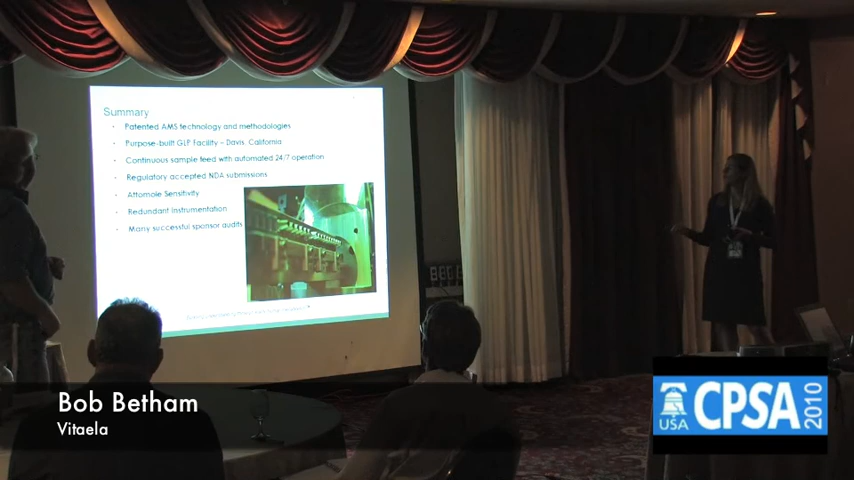 Summary
• Patented AMS technology and methodologies
• Purpose-built GLP Facility – Davis, California
• Continuous sample feed with automated 24/7 operation
• Regulatory accepted NDA submissions
• Attomole Sensitivity
• Redundant Instrumentation
• Many successful sponsor audits
Bob Betham
Vitaela
USA
CPSA
2010